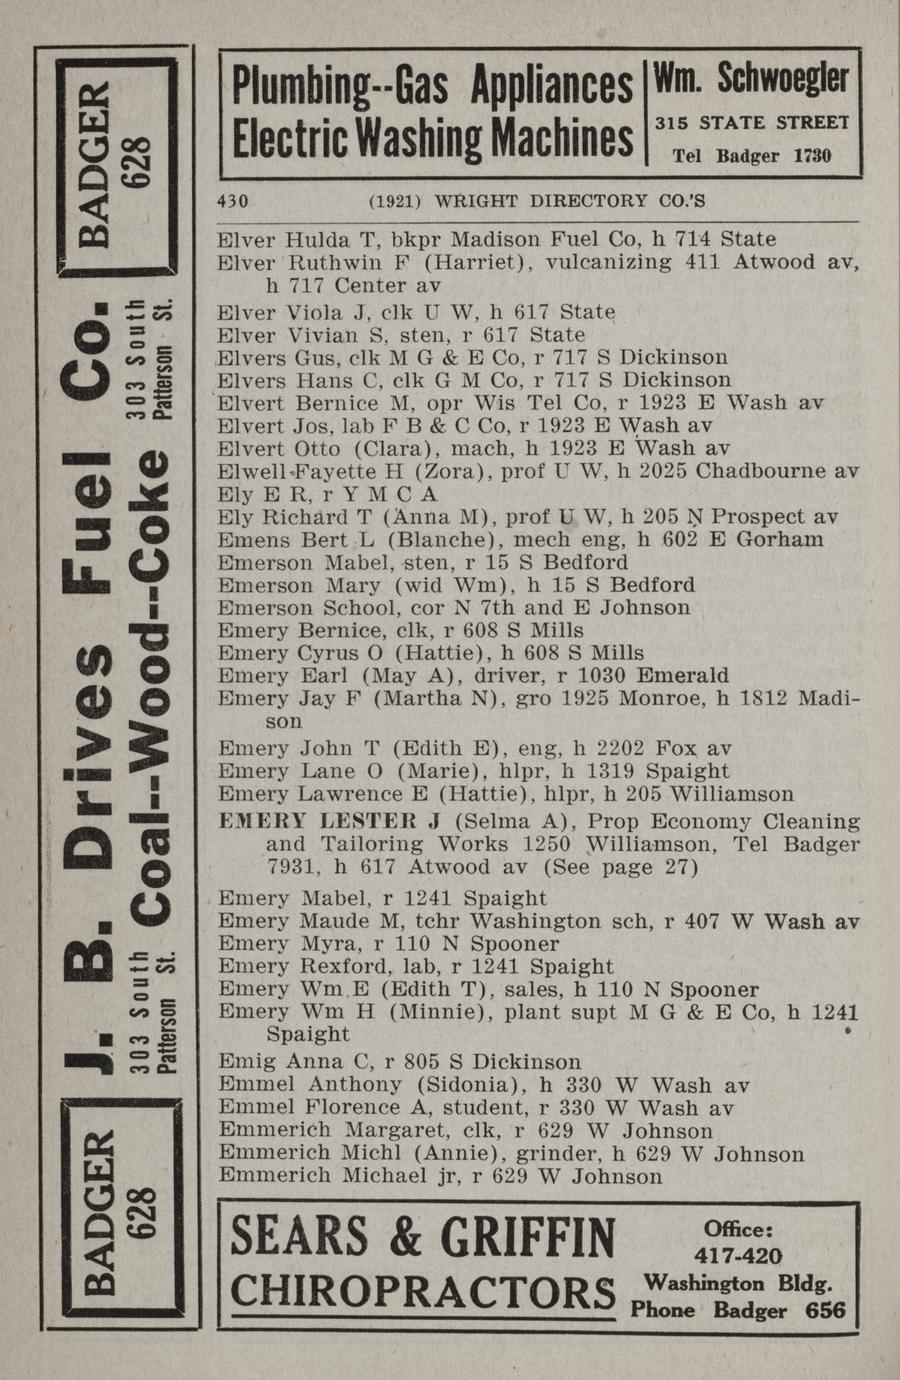 Plumbing--Gas Appliances
Electric Washing Machines
Wm. Schwoegler
315 STATE STREET
Tel Badger 1730
430 (1921) WRIGHT DIRECTORY CO.'S
Elver Hulda T, bkpr Madison Fuel Co, h 714 State
Elver Ruthwin F (Harriet), vulcanizing 411 Atwood av,
h 717 Center av
Elver Viola J, clk U W, h 617 State
Elver Vivian S, sten, r 617 State
Elvers Gus, clk M G & E Co, r 717 S Dickinson
Elvers Hans C, clk G M Co, r 717 S Dickinson
Elvert Bernice M, opr Wis Tel Co, r 1923 E Wash av
Elvert Jos, lab F B & C Co, r 1923 E Wash av
Elvert Otto (Clara), mach, h 1923 E Wash av
Elwell Fayette H (Zora), prof U W, h 2025 Chadbourne av
Ely E R, r Y M C A
Ely Richard T (Anna M), prof U W, h 205 N Prospect av
Emens Bert L (Blanche), mech eng, h 602 E Gorham
Emerson Mabel, sten, r 15 S Bedford
Emerson Mary (wid Wm), h 15 S Bedford
Emerson School, cor N 7th and E Johnson
Emery Bernice, clk, r 608 S Mills
Emery Cyrus O (Hattie), h 608 S Mills
Emery Earl (May A), driver, r 1030 Emerald
Emery Jay F (Martha N), gro 1925 Monroe, h 1812 Madi-
son
Emery John T (Edith E), eng, h 2202 Fox av
Emery Lane O (Marie), hlpr, h 1319 Spaight
Emery Lawrence E (Hattie), hlpr, h 205 Williamson
EMERY LESTER J (Selma A), Prop Economy Cleaning
and Tailoring Works 1250 Williamson, Tel Badger
7931, h 617 Atwood av (See page 27)
Emery Mabel, r 1241 Spaight
Emery Maude M, tchr Washington sch, r 407 W Wash av
Emery Myra, r 110 N Spooner
Emery Rexford, lab, r 1241 Spaight
Emery Wm E (Edith T), sales, h 110 N Spooner
Emery Wm H (Minnie), plant supt M G & E Co, h 1241
Spaight
Emig Anna C, r 805 S Dickinson
Emmel Anthony (Sidonia), h 330 W Wash av
Emmel Florence A, student, r 330 W Wash av
Emmerich Margaret, clk, r 629 W Johnson
Emmerich Michl (Annie), grinder, h 629 W Johnson
Emmerich Michael jr, r 629 W Johnson
SEARS & GRIFFIN
CHIROPRACTORS
Office:
417-420
Washington Bldg.
Phone Badger 656
BADGER
628
J. B. Drives Fuel Co.
303 South
Patterson St.
Coal--Wood--Coke
303 South
Patterson St.
BADGER
628